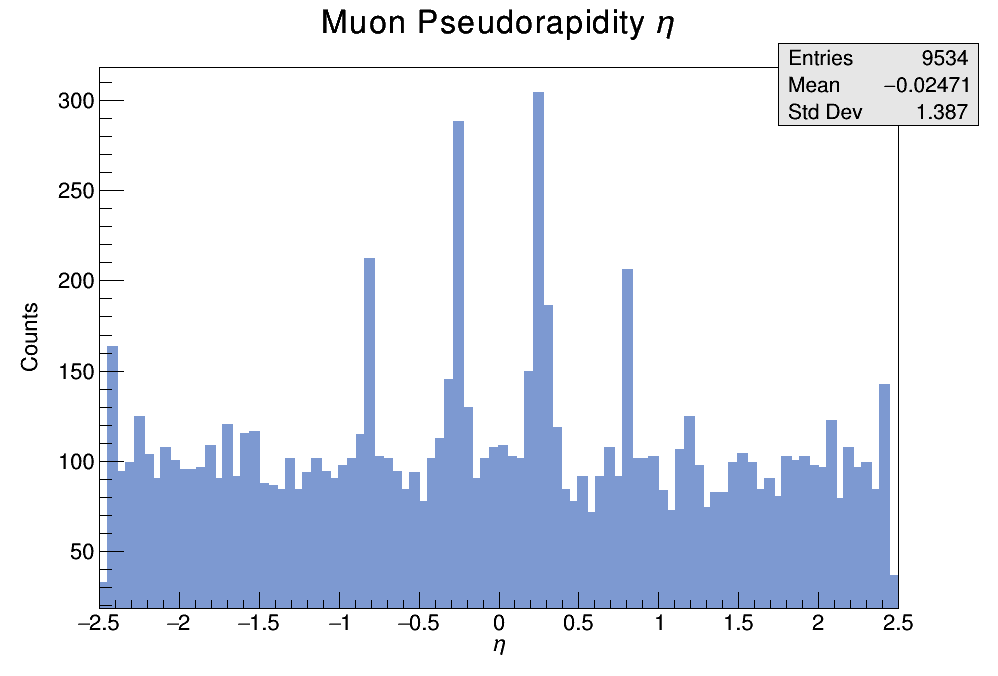 Muon Pseudorapidity η
Entries 9534
Mean −0.02471
Std Dev 1.387
300
250
200
150
100
50
Counts
−2.5 −2 −1.5 −1 −0.5 0 0.5 1 1.5 2 2.5
η